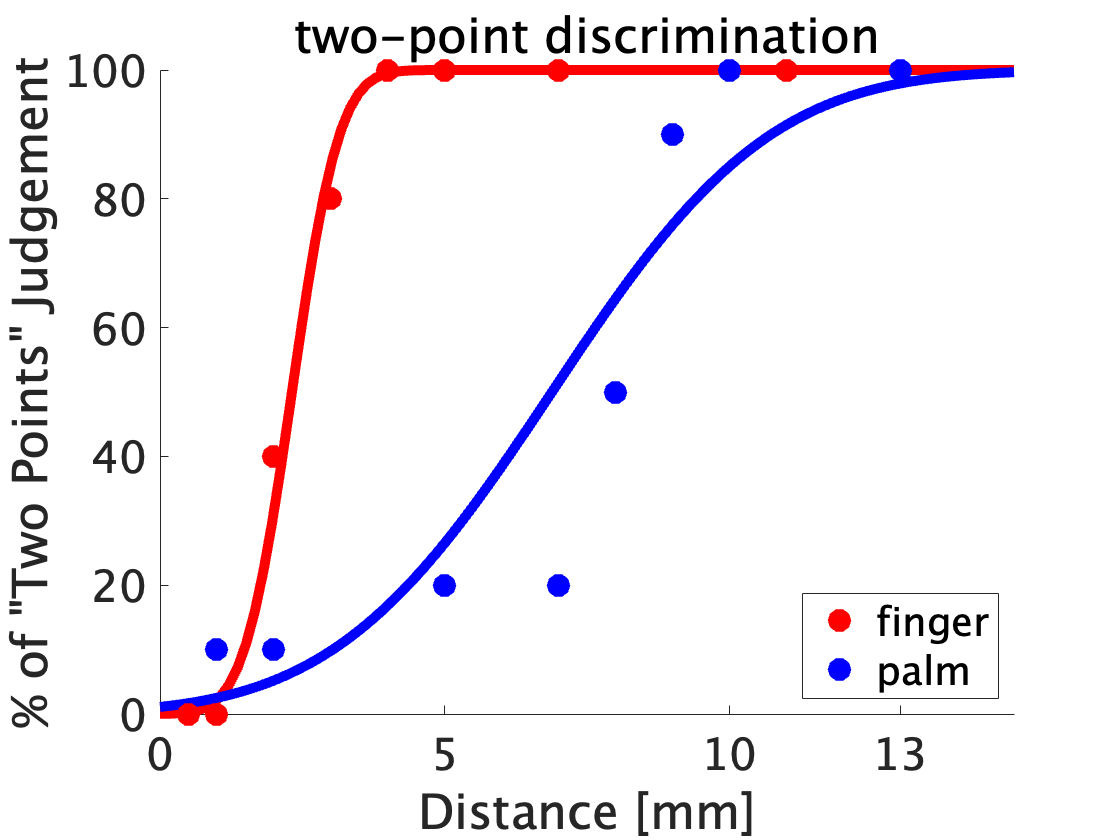 two-point discrimination
% of "Two Points" Judgement
100
80
60
40
20
0
0 5 10 13
Distance [mm]
finger
palm